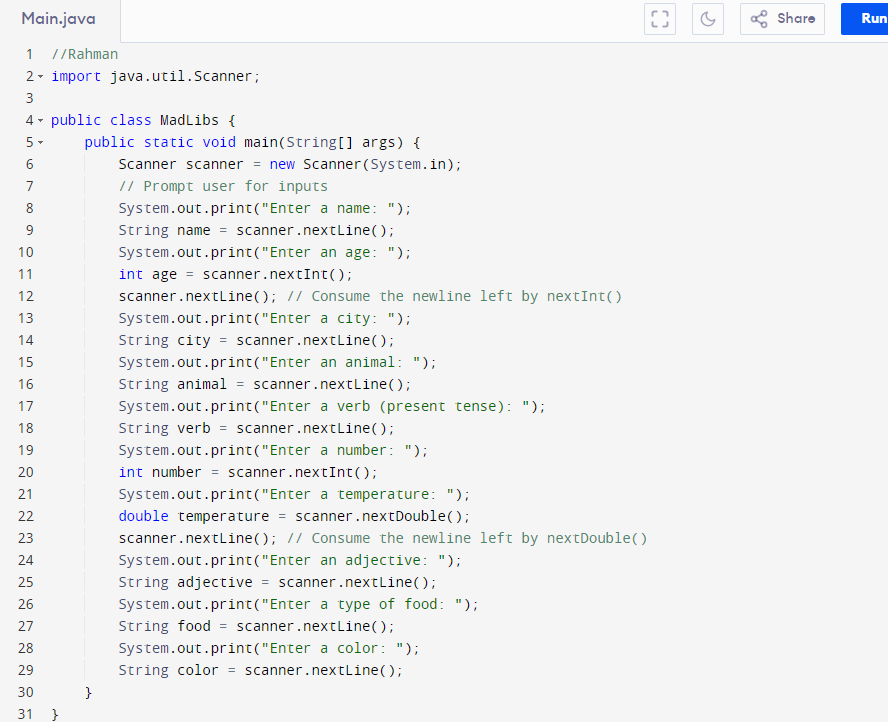 Main.java
Share
Run
1 //Rahman
2 import java.util.Scanner;
3
4 public class MadLibs {
5     public static void main(String[] args) {
6         Scanner scanner = new Scanner(System.in);
7         // Prompt user for inputs
8         System.out.print("Enter a name: ");
9         String name = scanner.nextLine();
10         System.out.print("Enter an age: ");
11         int age = scanner.nextInt();
12         scanner.nextLine(); // Consume the newline left by nextInt()
13         System.out.print("Enter a city: ");
14         String city = scanner.nextLine();
15         System.out.print("Enter an animal: ");
16         String animal = scanner.nextLine();
17         System.out.print("Enter a verb (present tense): ");
18         String verb = scanner.nextLine();
19         System.out.print("Enter a number: ");
20         int number = scanner.nextInt();
21         System.out.print("Enter a temperature: ");
22         double temperature = scanner.nextDouble();
23         scanner.nextLine(); // Consume the newline left by nextDouble()
24         System.out.print("Enter an adjective: ");
25         String adjective = scanner.nextLine();
26         System.out.print("Enter a type of food: ");
27         String food = scanner.nextLine();
28         System.out.print("Enter a color: ");
29         String color = scanner.nextLine();
30     }
31 }